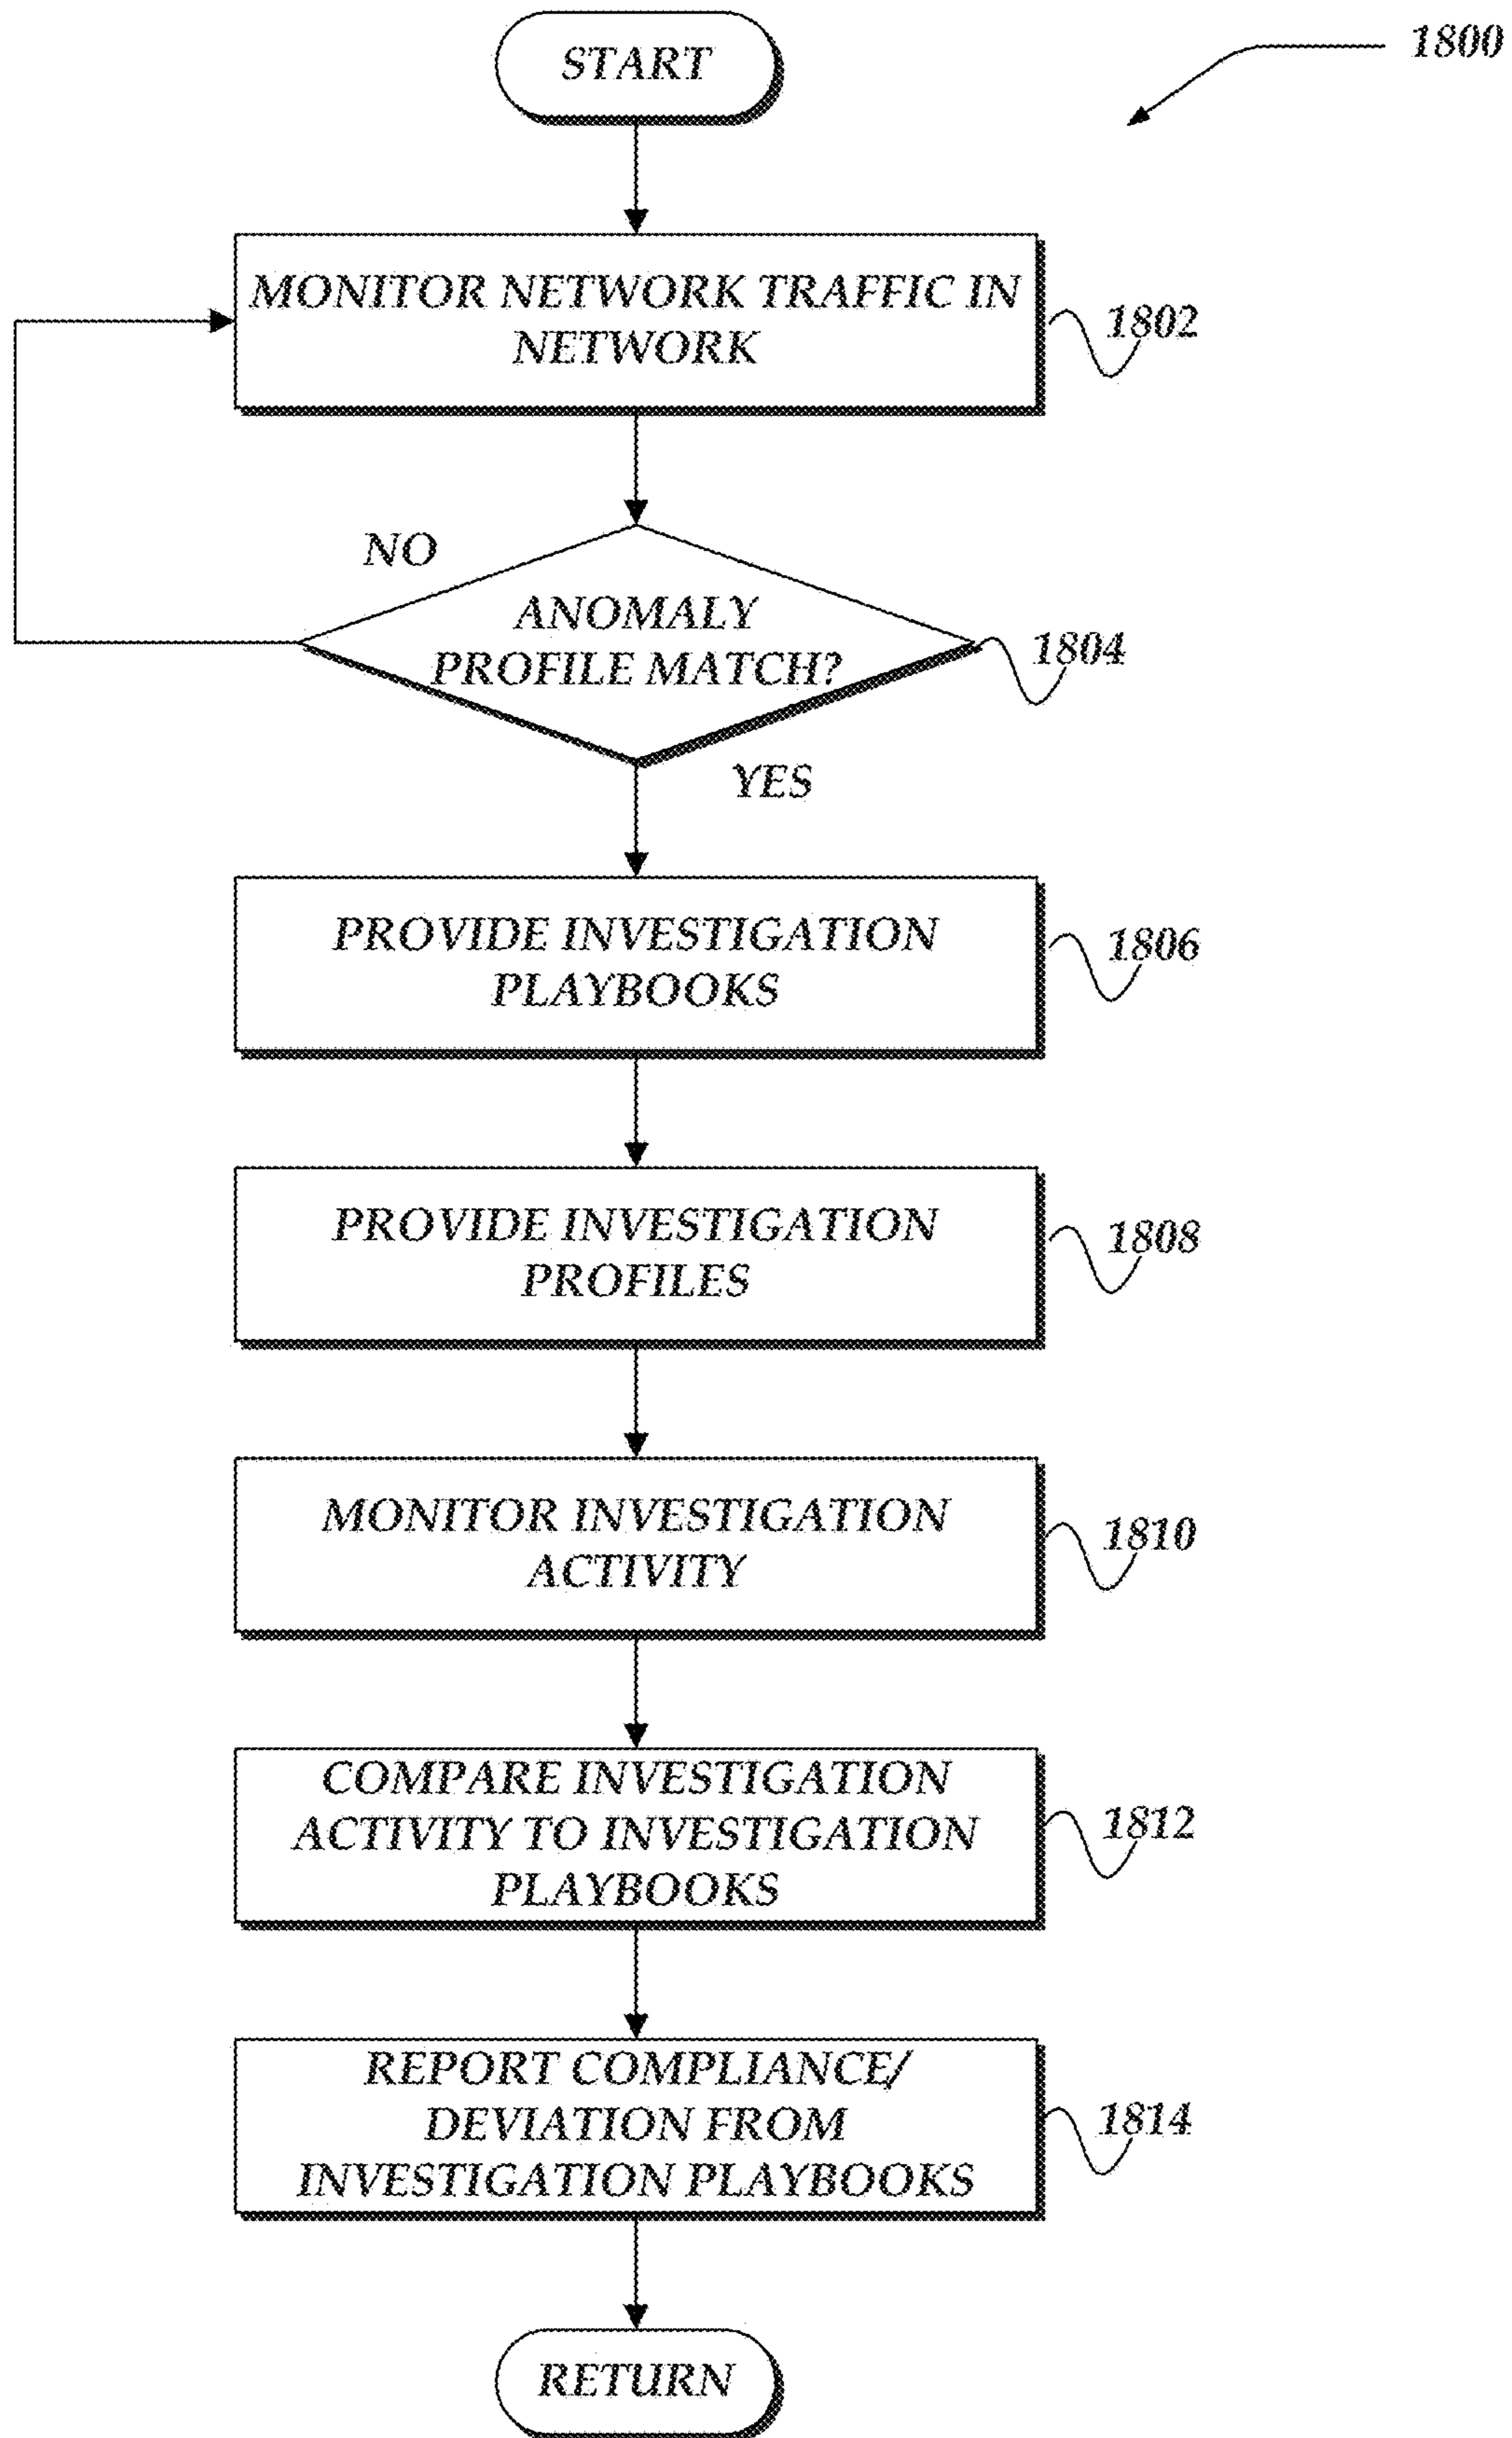 START
1800
MONITOR NETWORK TRAFFIC IN
NETWORK
1802
NO
ANOMALY
PROFILE MATCH?
1804
YES
PROVIDE INVESTIGATION
PLAYBOOKS
1806
PROVIDE INVESTIGATION
PROFILES
1808
MONITOR INVESTIGATION
ACTIVITY
1810
COMPARE INVESTIGATION
ACTIVITY TO INVESTIGATION
PLAYBOOKS
1812
REPORT COMPLIANCE/
DEVIATION FROM
INVESTIGATION PLAYBOOKS
1814
RETURN